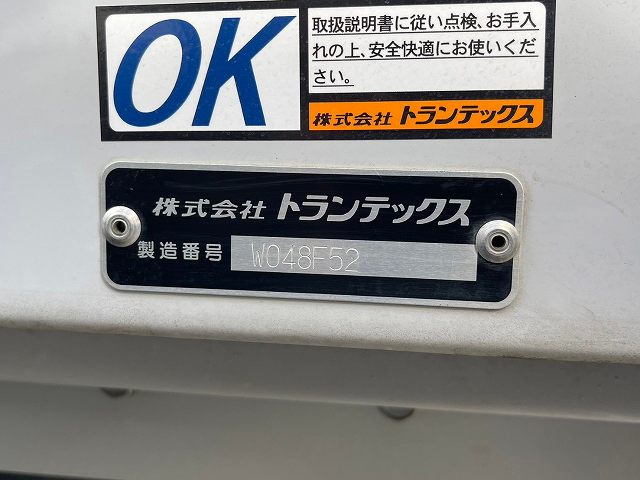 OK
取扱説明書に従い点検、お手入
れの上、安全快適にお使いくだ
さい。
株式会社 トランテックス
株式会社 トランテックス
製造番号 W048F52